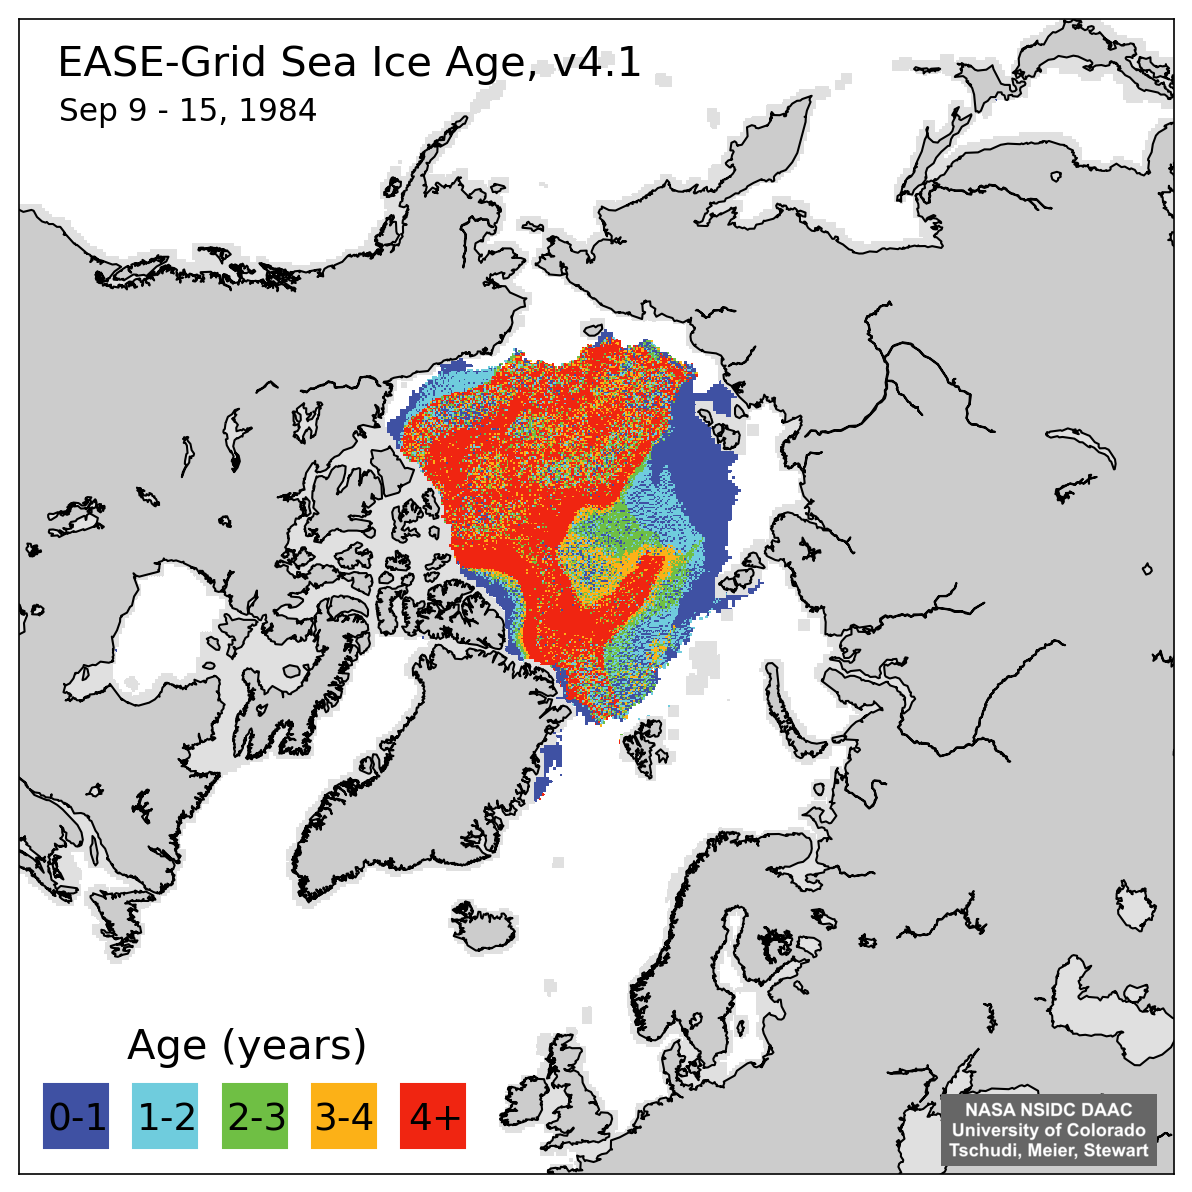 EASE-Grid Sea Ice Age, v4.1
Sep 9 - 15, 1984
Age (years)
0-1 1-2 2-3 3-4 4+
NASA NSIDC DAAC
University of Colorado
Tschudi, Meier, Stewart